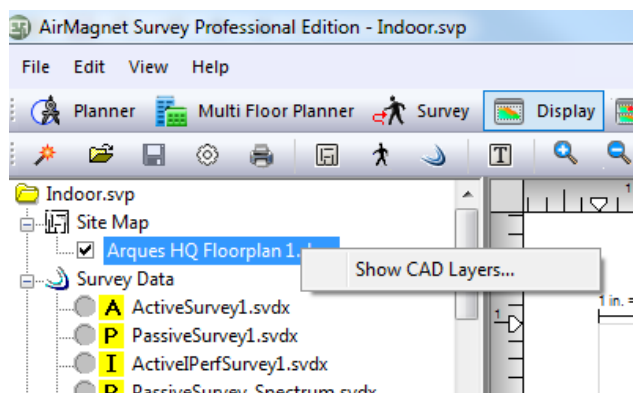 AirMagnet Survey Professional Edition - Indoor.svp
File Edit View Help
Planner Multi Floor Planner Survey Display
T
Indoor.svp
Site Map
Arques HQ Floorplan 1.
Show CAD Layers...
Survey Data
1 in. =
1
A ActiveSurvey1.svdx
P PassiveSurvey1.svdx
I ActiveIPerfSurvey1.svdx
PassiveSurvey_Spectrum.svdx